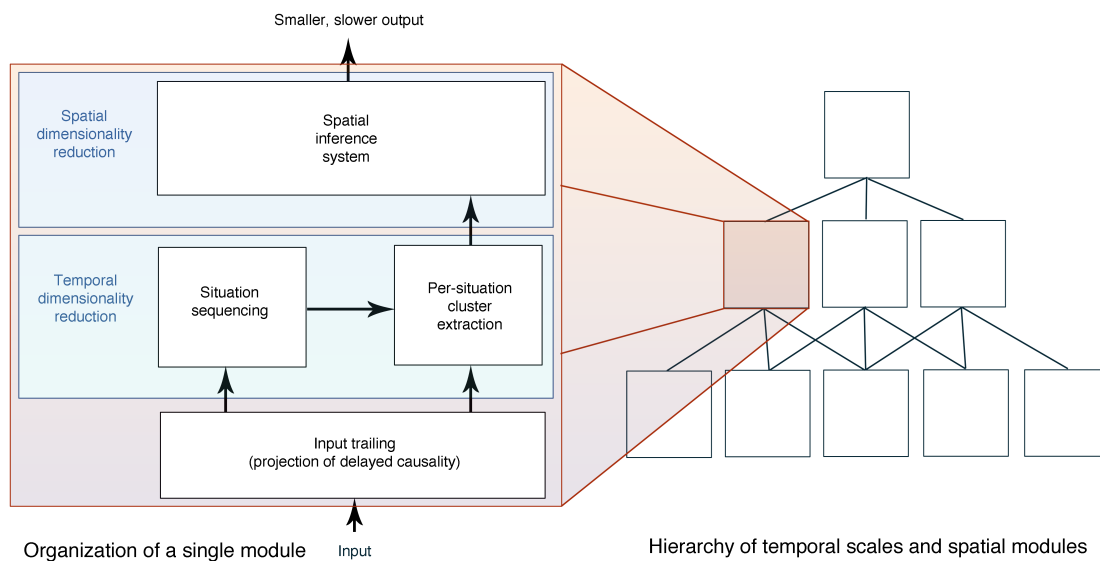 Smaller, slower output
Spatial
dimensionality
reduction
Spatial
inference
system
Temporal
dimensionality
reduction
Situation
sequencing
Per-situation
cluster
extraction
Input trailing
(projection of delayed causality)
Organization of a single module
Input
Hierarchy of temporal scales and spatial modules